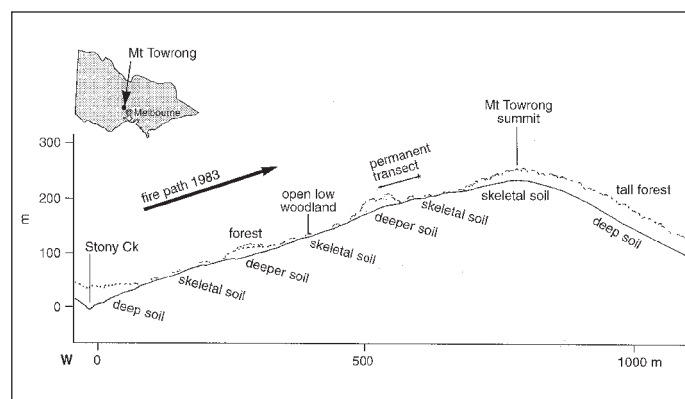 Mt Towrong
Melbourne
Mt Towrong
summit
300
200
100
0
m
fire path 1983
permanent
transect
open low
woodland
forest
Stony Ck
tall forest
skeletal soil
deep soil
skeletal soil
deeper soil
skeletal soil
deeper soil
skeletal soil
deep soil
W 0 500 1000 m